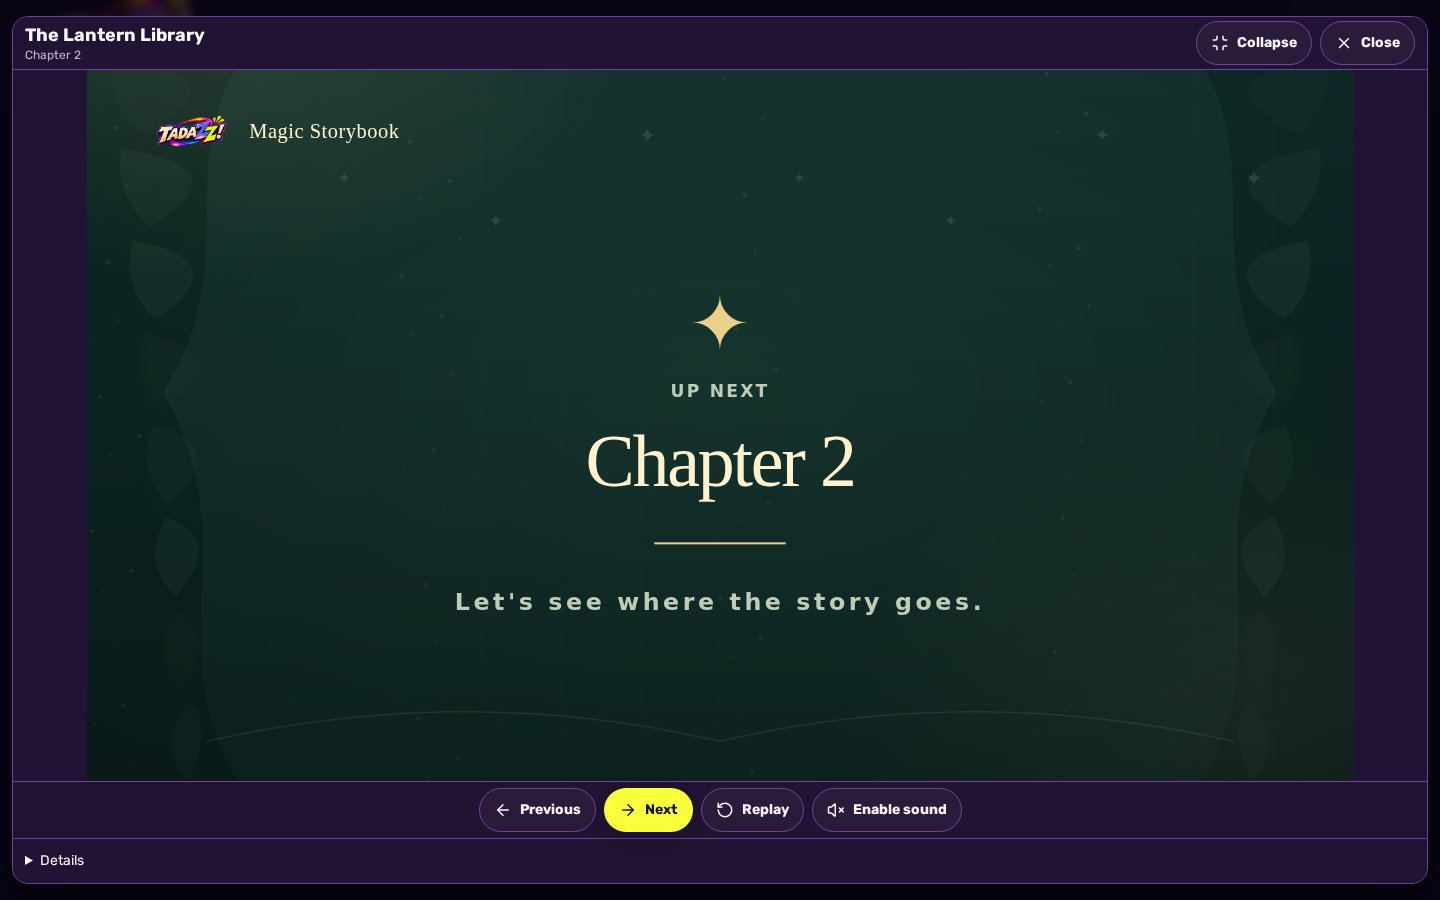 The Lantern Library
Chapter 2
Collapse
Close
TADAZZ!
Magic Storybook
UP NEXT
Chapter 2
Let's see where the story goes.
Previous
Next
Replay
Enable sound
Details